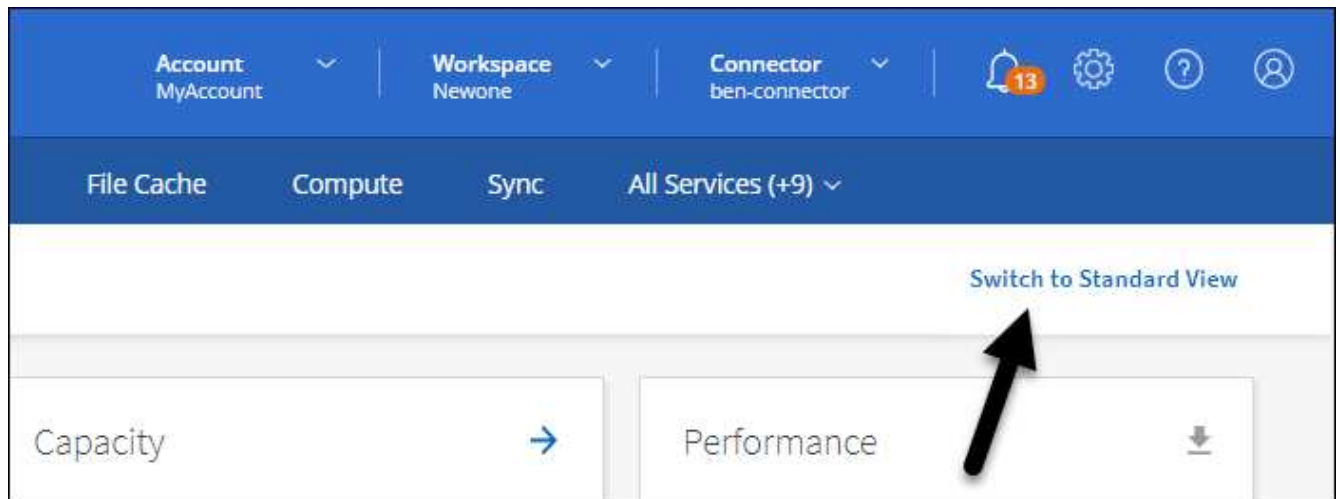 Account
MyAccount
Workspace
Newone
Connector
ben-connector
13
?
File Cache Compute Sync All Services (+9)
Switch to Standard View
Capacity
Performance